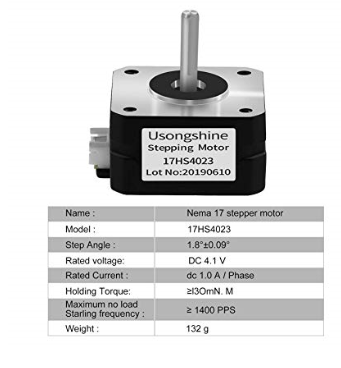 Usongshine
Stepping Motor
17HS4023
Lot No:20190610
Name : Nema 17 stepper motor
Model : 17HS4023
Step Angle : 1.8°±0.09°
Rated voltage: DC 4.1 V
Rated Current : dc 1.0 A / Phase
Holding Torque: ≥I3OmN. M
Maximum no load
Starling frequency : ≥ 1400 PPS
Weight : 132 g